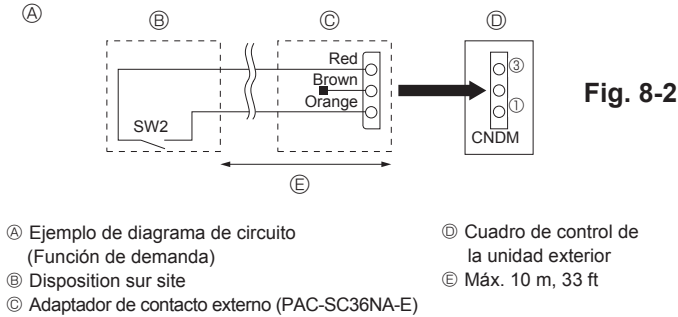 Ⓐ
Ⓑ
Ⓒ
Ⓓ
Red
Brown
Orange
SW2
③
①
CNDM
Fig. 8-2
Ⓔ
Ⓐ Ejemplo de diagrama de circuito
(Función de demanda)
Ⓑ Disposition sur site
Ⓒ Adaptador de contacto externo (PAC-SC36NA-E)
Ⓓ Cuadro de control de
la unidad exterior
Ⓔ Máx. 10 m, 33 ft